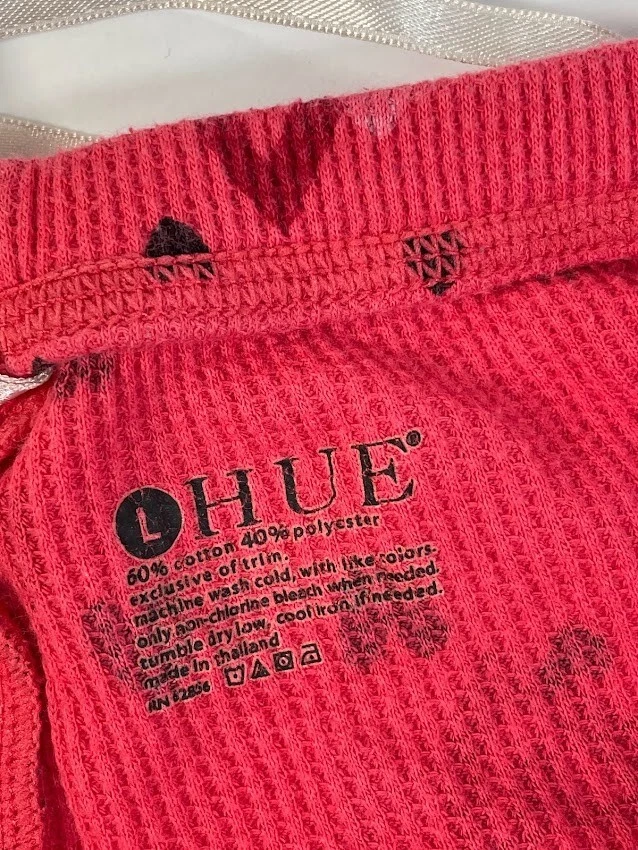 L HUE®
60% cotton 40% polyester
exclusive of trim.
machine wash cold, with like colors.
only non-chlorine bleach when needed.
tumble dry low, cool iron, if needed.
made in thailand
RN 62856